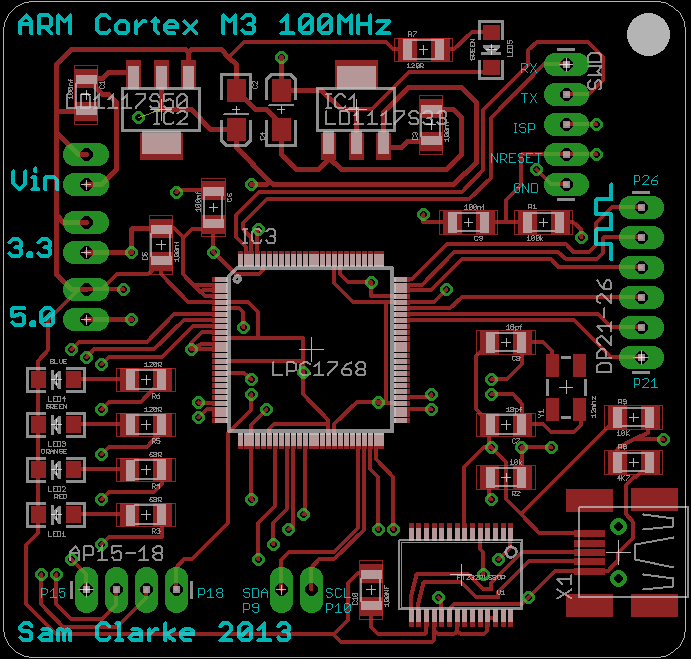 ARM Cortex M3 100MHz
R7
120R
GREEN
LED5
SWD
RX
TX
ISP
NRESET
GND
100nf
C1
LD1117S50
IC2
C2
C4
IC1
LD1117S33
C3
100nf
Vin
3.3
5.0
100nf
C6
100nf
C5
100nf
C9
R1
100k
P26
DP21-26
P21
IC3
LPC1768
BLUE
LED4
GREEN
LED3
ORANGE
LED2
RED
LED1
120R
R6
120R
R5
68R
R4
68R
R3
18pf
C8
18pf
C7
10k
R2
Y1
12mhz
R9
10K
R8
4K7
AP15-18
P15
P18
SDA
P9
SCL
P10
C10
100NF
U1
X1
Sam Clarke 2013